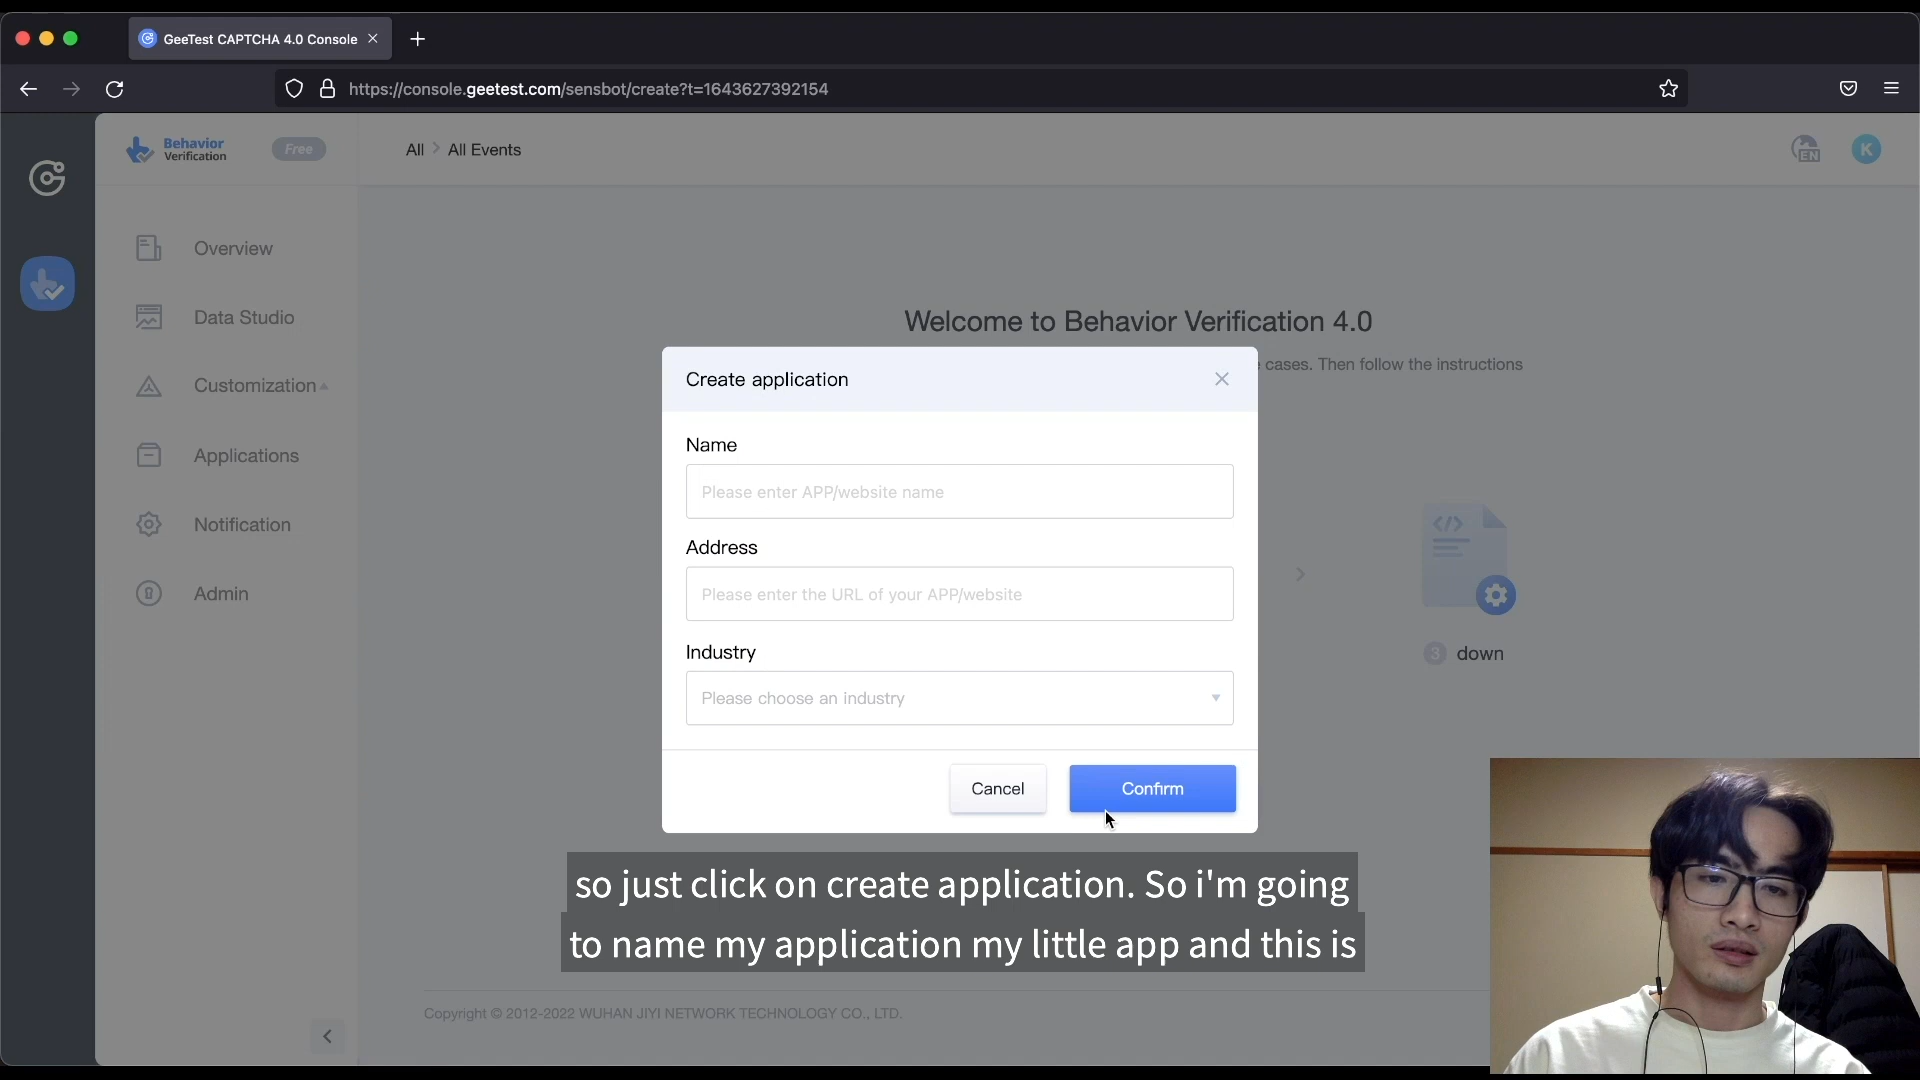 GeeTest CAPTCHA 4.0 Console
https://console.geetest.com/sensbot/create?t=1643627392154
Behavior
Verification
Free
All > All Events
EN
K
Overview
Data Studio
Customization
Applications
Notification
Admin
Welcome to Behavior Verification 4.0
cases. Then follow the instructions
Create application
Name
Please enter APP/website name
Address
Please enter the URL of your APP/website
Industry
Please choose an industry
Cancel
Confirm
</>
3 down
so just click on create application. So i'm going
to name my application my little app and this is
Copyright © 2012-2022 WUHAN JIYI NETWORK TECHNOLOGY CO., LTD.